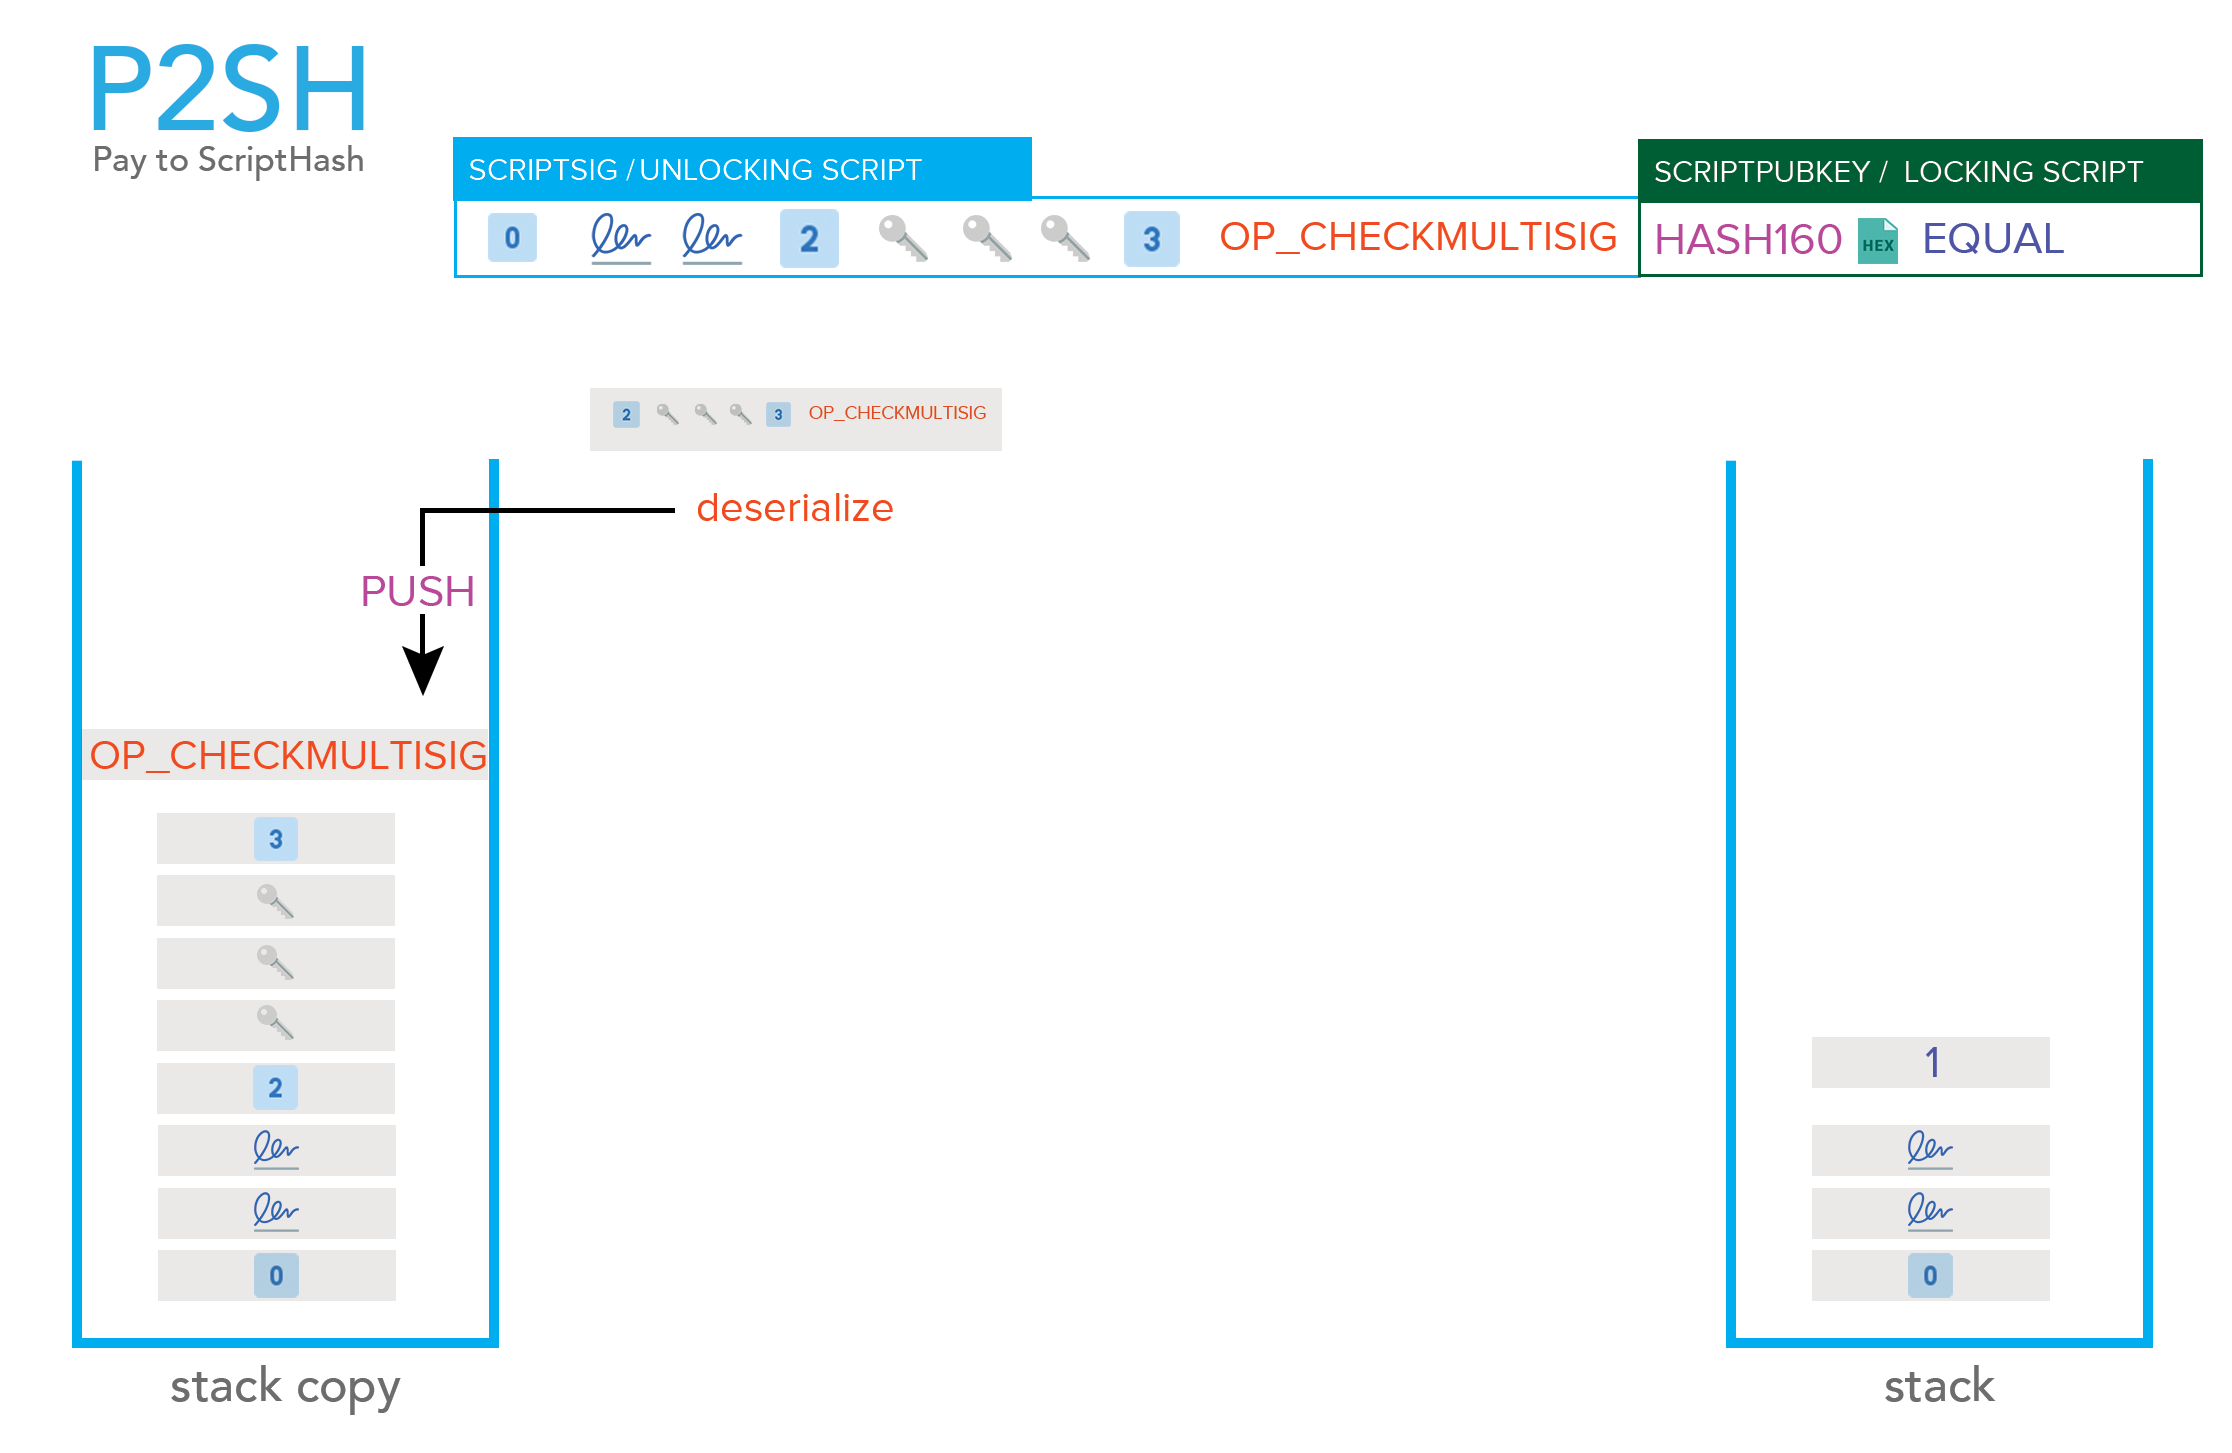 P2SH
Pay to ScriptHash
SCRIPTSIG / UNLOCKING SCRIPT
SCRIPTPUBKEY / LOCKING SCRIPT
0 2 3 OP_CHECKMULTISIG
HASH160 HEX EQUAL
2 3 OP_CHECKMULTISIG
deserialize
PUSH
OP_CHECKMULTISIG
3
2
0
stack copy
1
0
stack